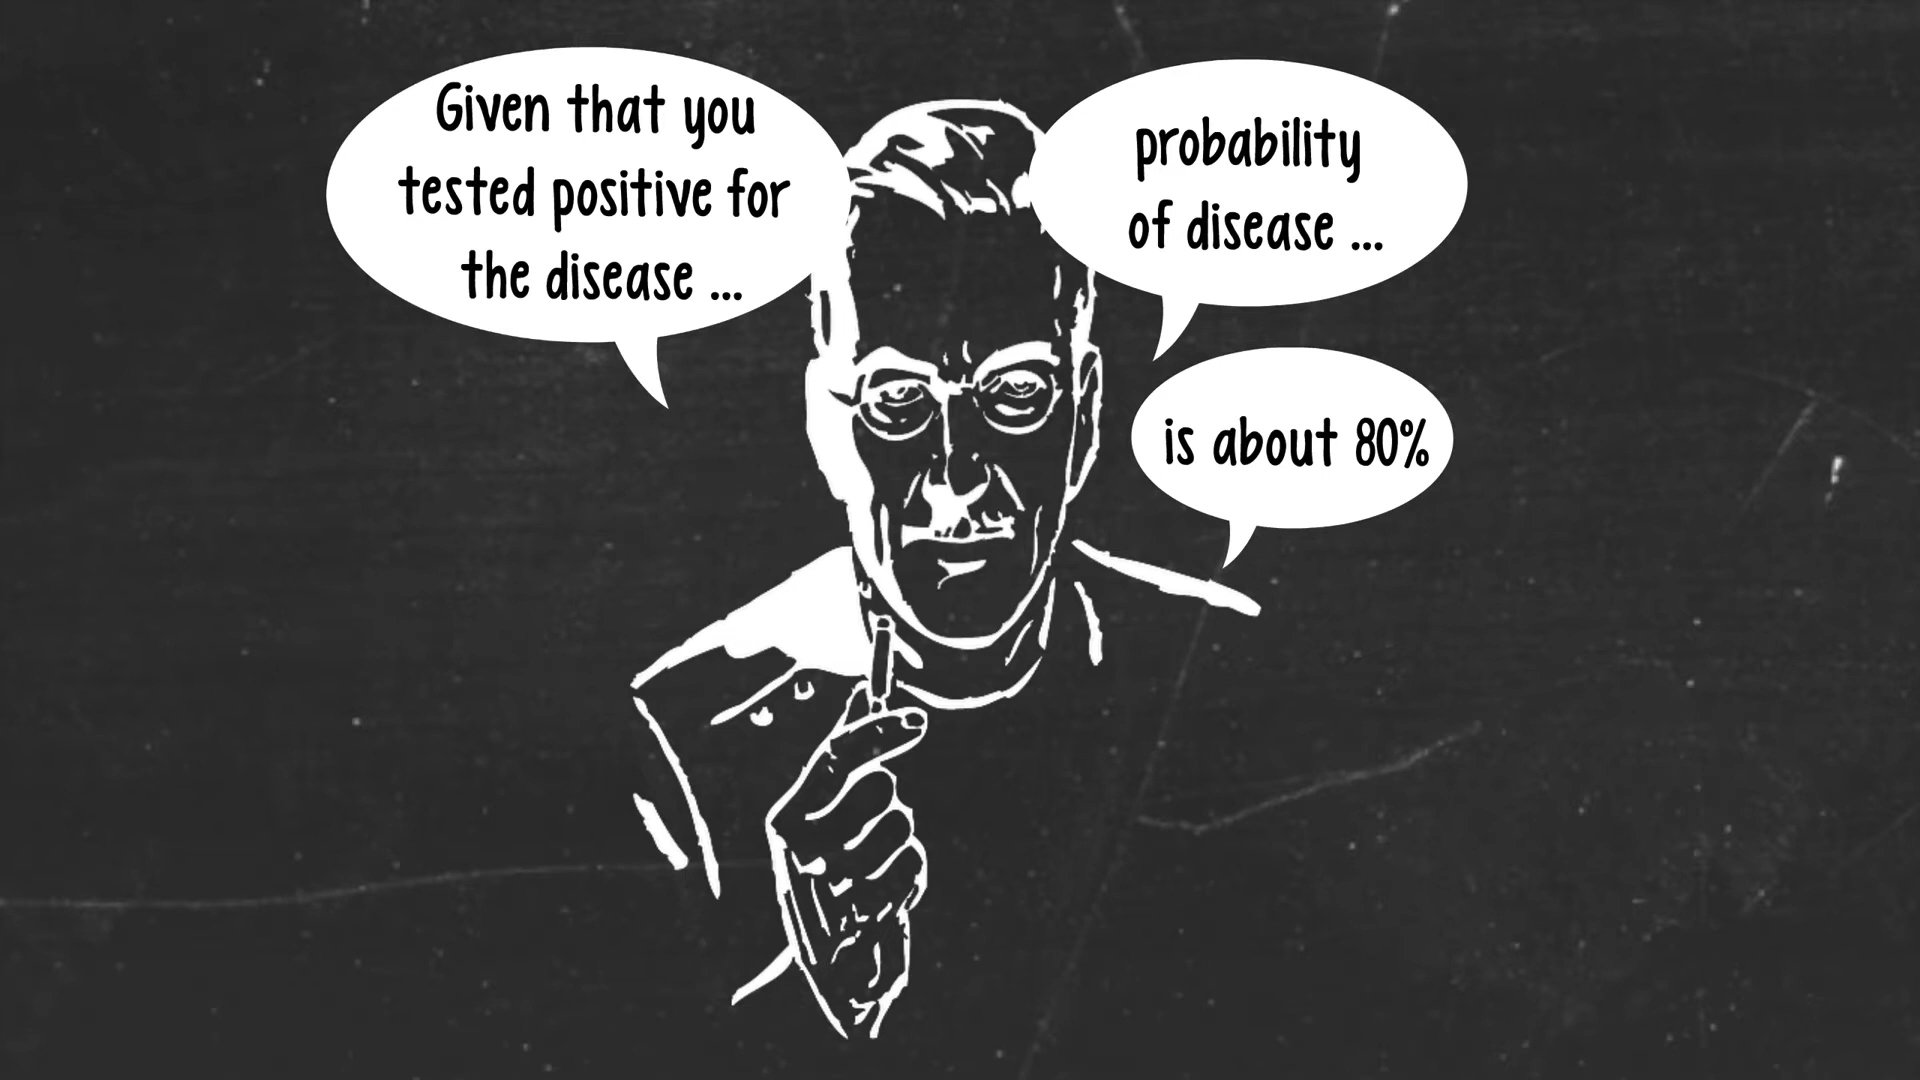 Given that you
tested positive for
the disease ...
probability
of disease ...
is about 80%